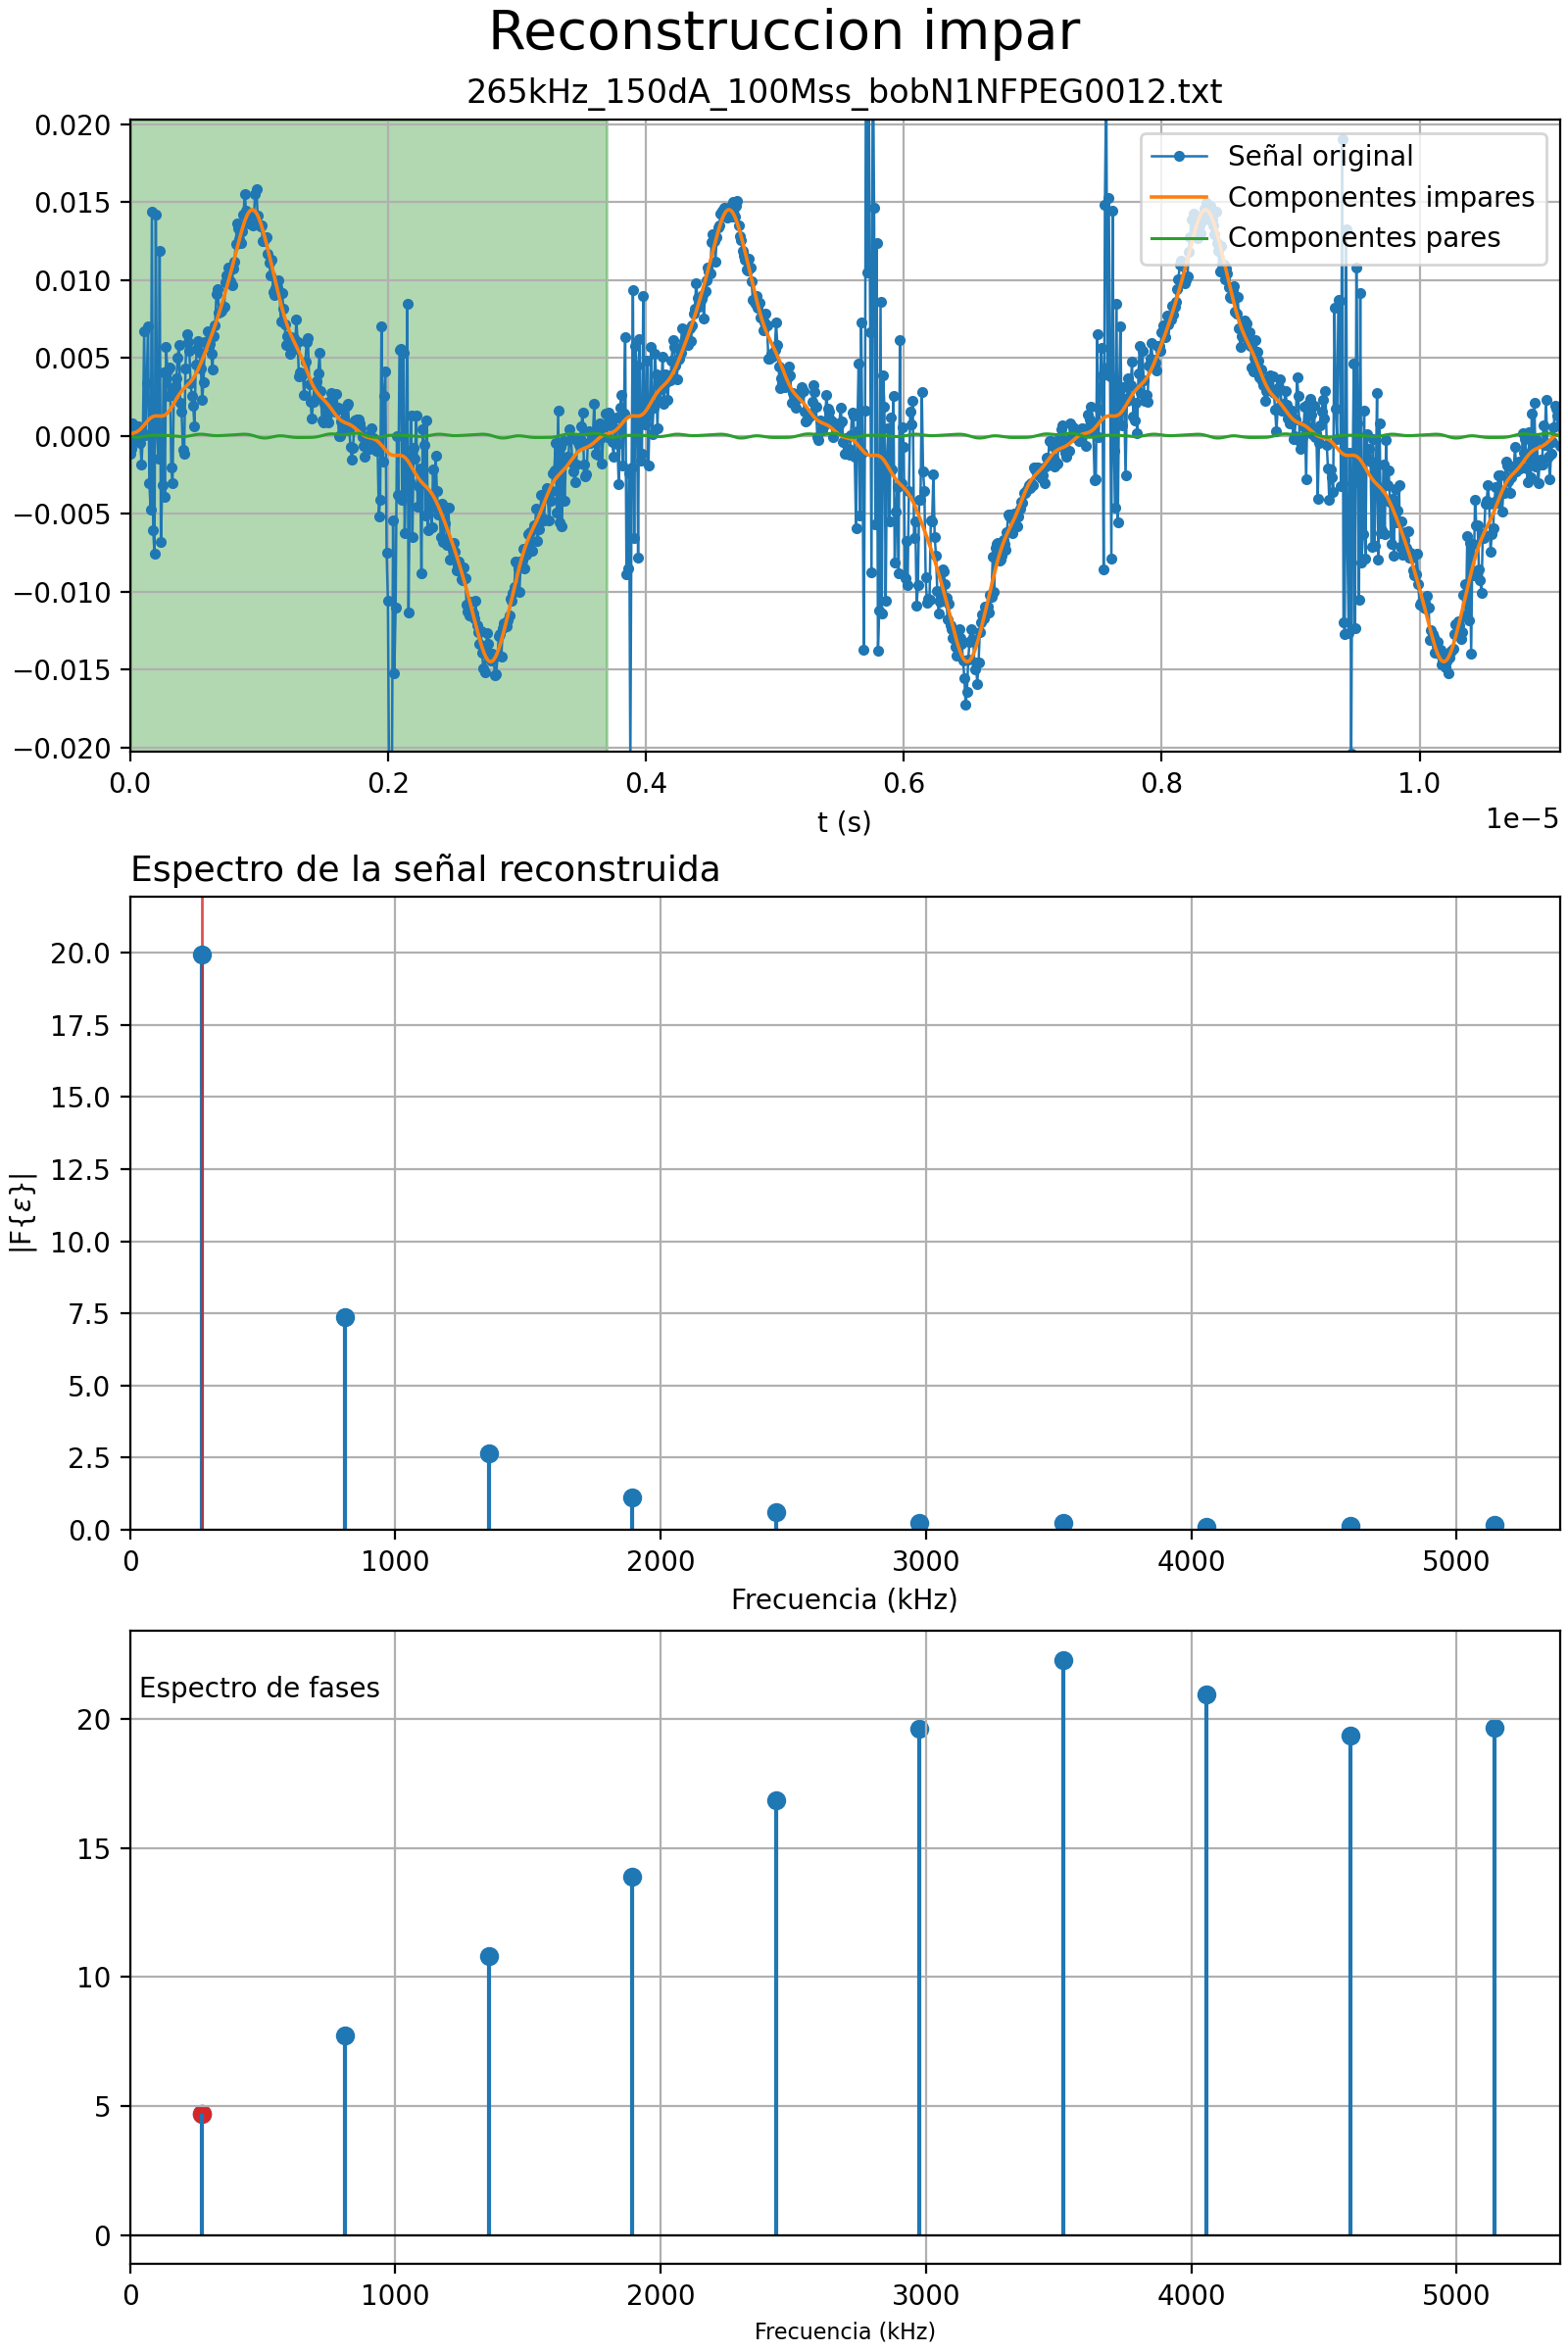 Reconstruccion impar
265kHz_150dA_100Mss_bobN1NFPEG0012.txt
Señal original
Componentes impares
Componentes pares
0.020
0.015
0.010
0.005
0.000
−0.005
−0.010
−0.015
−0.020
0.0 0.2 0.4 0.6 0.8 1.0
1e−5
t (s)
Espectro de la señal reconstruida
|F{ε}|
20.0
17.5
15.0
12.5
10.0
7.5
5.0
2.5
0.0
0 1000 2000 3000 4000 5000
Frecuencia (kHz)
Espectro de fases
20
15
10
5
0
0 1000 2000 3000 4000 5000
Frecuencia (kHz)